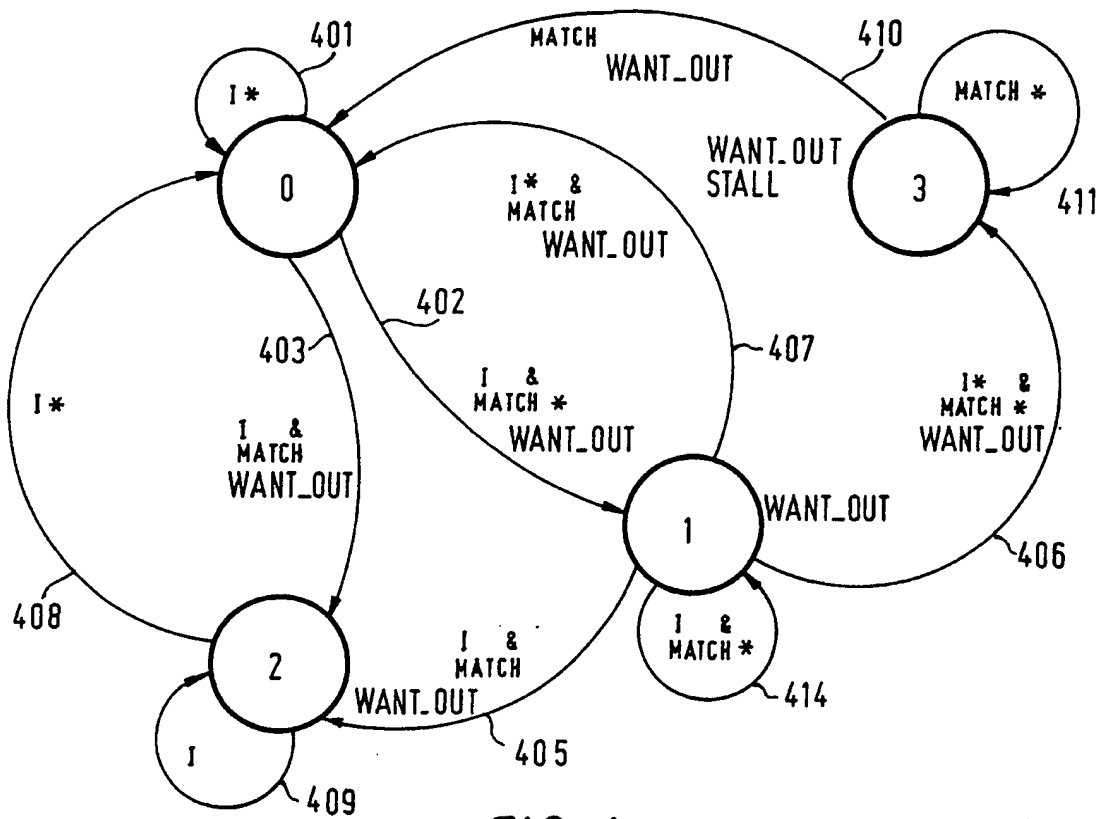 401
MATCH
410
WANT_OUT
I*
MATCH *
0
WANT_OUT
STALL
3
411
I* &
MATCH
WANT_OUT
402
403
407
I*
I &
MATCH *
WANT_OUT
I* &
MATCH *
WANT_OUT
I &
MATCH
WANT_OUT
1
WANT_OUT
406
408
2
I &
MATCH
I &
MATCH *
WANT_OUT
414
405
I
409